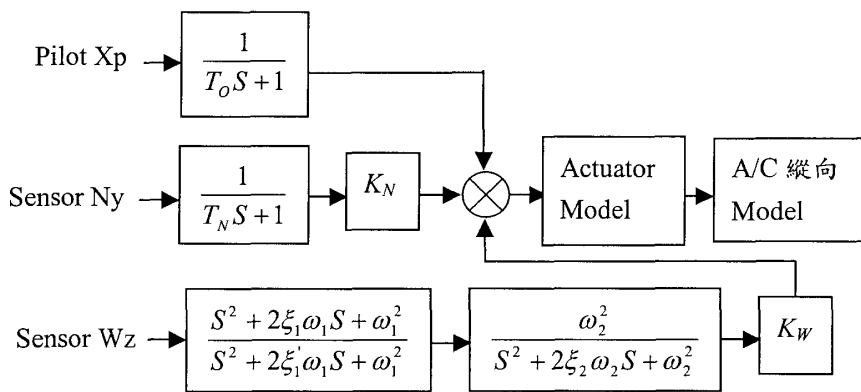 Pilot Xp
1
T_O S + 1
Sensor Ny
1
T_N S + 1
K_N
Actuator
Model
A/C 縱向
Model
Sensor Wz
S^2 + 2ξ_1ω_1S + ω_1^2
S^2 + 2ξ_1'ω_1S + ω_1^2
ω_2^2
S^2 + 2ξ_2ω_2S + ω_2^2
K_W